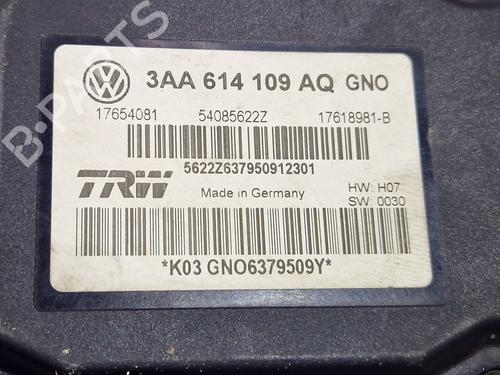 3AA 614 109 AQ GNO
17654081 54085622Z 17618981-B
5622Z637950912301
TRW Made in Germany HW: H07
SW: 0030
*K03 GNO6379509Y*
B-PARTS